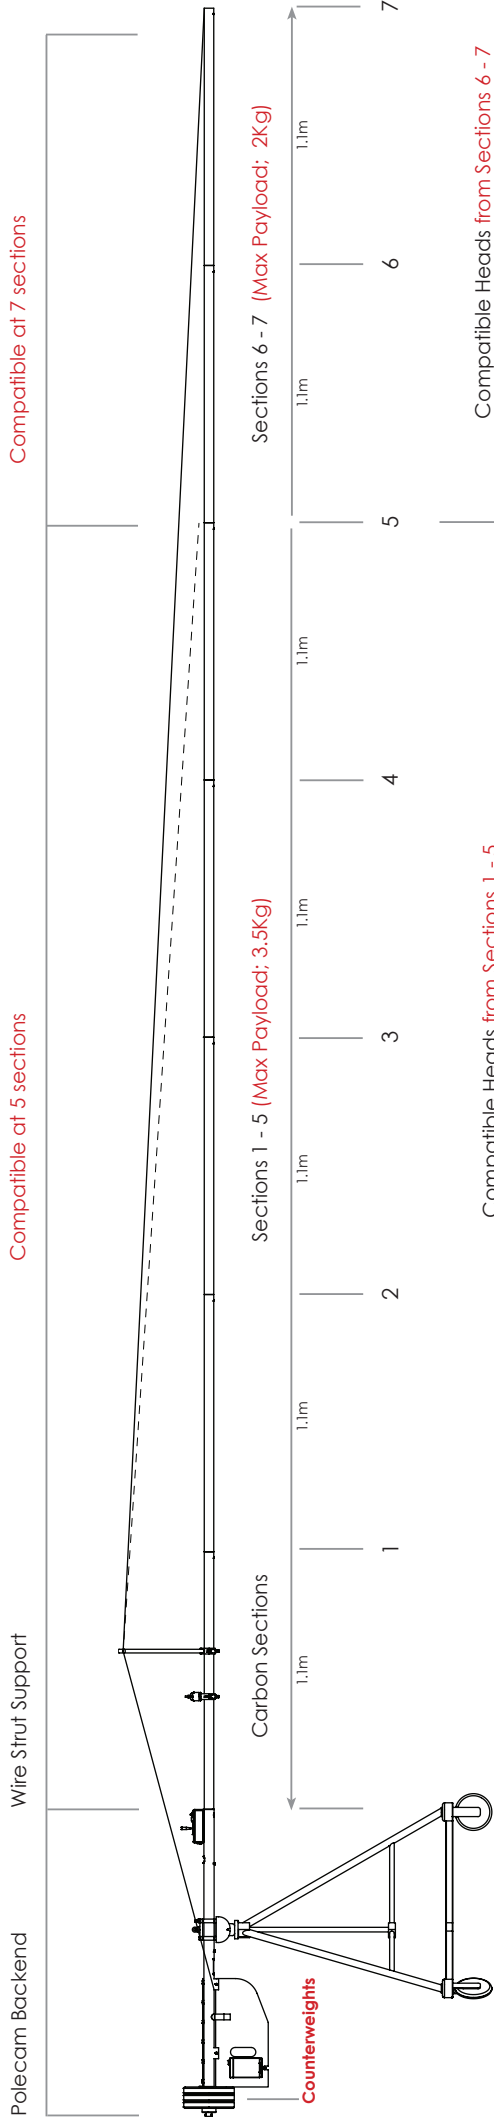 Polecam Backend
Wire Strut Support
Compatible at 5 sections
Compatible at 7 sections
Counterweights
Carbon Sections
Sections 1 - 5 (Max Payload; 3.5Kg)
Sections 6 - 7 (Max Payload; 2Kg)
1.1m
1.1m
1.1m
1.1m
1.1m
1.1m
1.1m
1
2
3
4
5
6
7
Compatible Heads from Sections 1 - 5
Compatible Heads from Sections 6 - 7